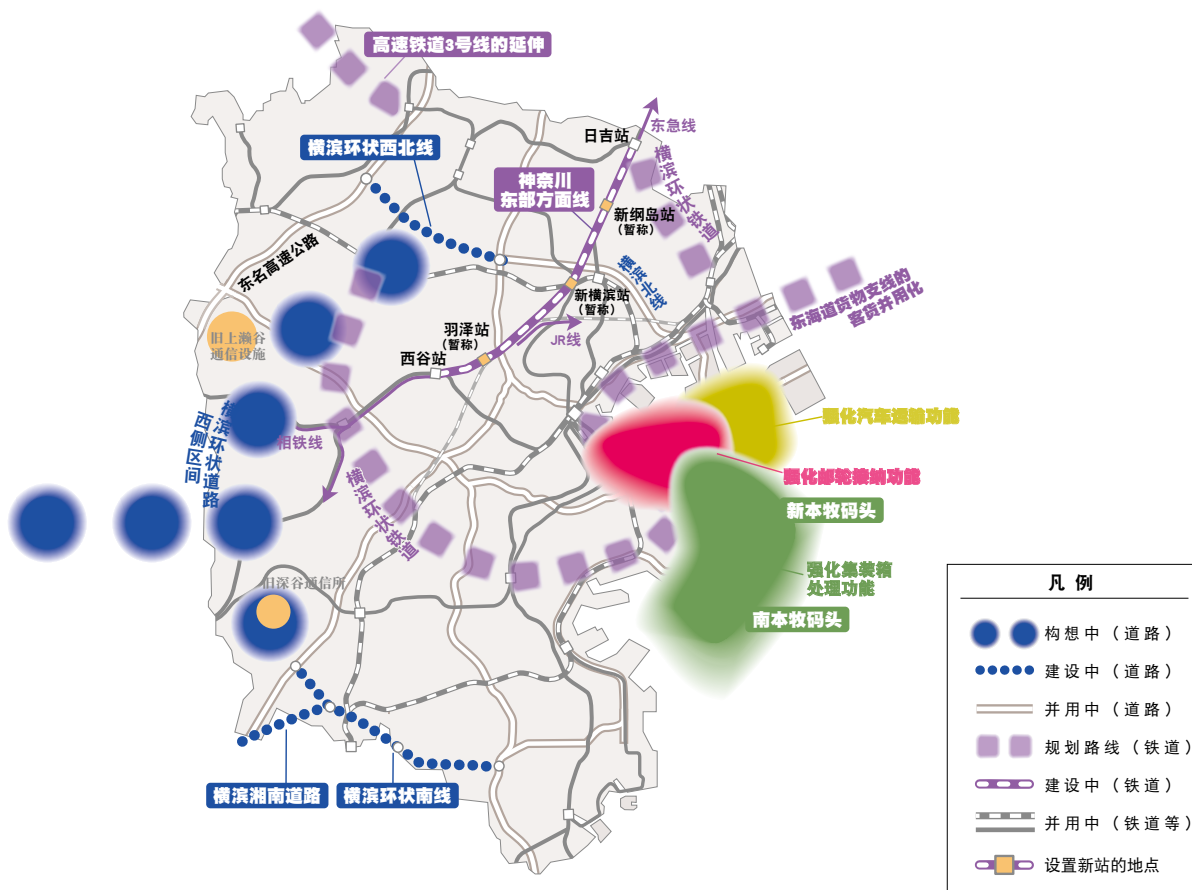 高速铁道3号线的延伸
东急线
日吉站
横滨环状西北线
横滨环状铁道
神奈川
东部方面线
新纲岛站
（暂称）
东名高速公路
横滨北线
新横滨站
（暂称）
东海道货物支线的
客货并用化
羽泽站
（暂称）
JR线
旧上濑谷
通信设施
西谷站
横滨环状道路
西侧区间
相铁线
强化汽车运输功能
横滨环状铁道
强化邮轮接纳功能
新本牧码头
强化集装箱
处理功能
旧深谷通信所
南本牧码头
横滨湘南道路
横滨环状南线
凡例
构想中（道路）
建设中（道路）
并用中（道路）
规划路线（铁道）
建设中（铁道）
并用中（铁道等）
设置新站的地点